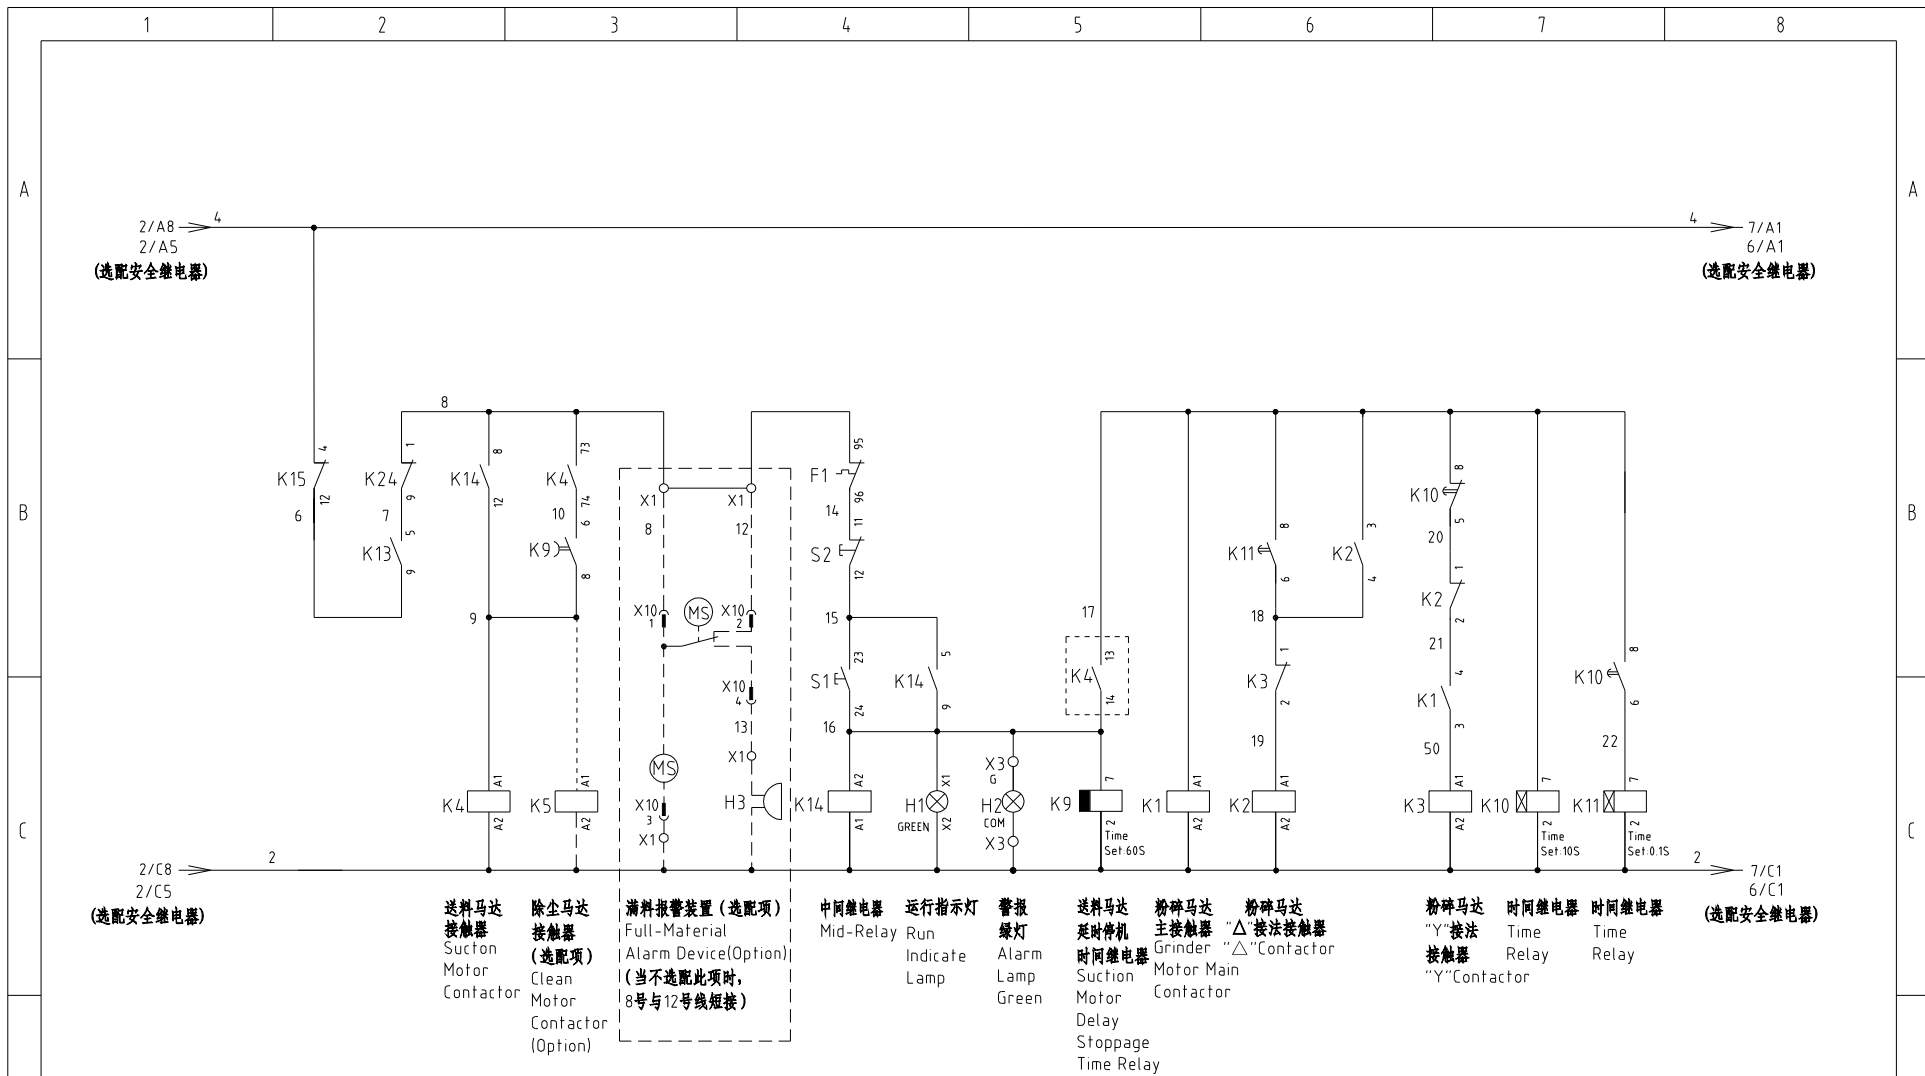 1 2 3 4 5 6 7 8
A A
4 4
2/A8 7/A1
2/A5 6/A1
(选配安全继电器) (选配安全继电器)
8
4 1 8 73 95
K15 K24 K14 K4 F1 8 K10
12 9 12 74 X1 X1 96 5
B 6 7 10 8 12 14 20 B
5 6 11 8 3
K13 K9 S2 K11 K2
9 8 12 6 4 1
K2
9 X10 MS X10 15 17 18 2
1 2 21
23 5 13 1 4 8
S1 K14 K4 K3 K1 K10
X10 24 9 14 2 3 6
4
13 16 19 50 22
X1 X3
MS G
A1 A1 A2 X1 7 A1 A1 A1 7 7
K4 K5 X10 H3 K14 H1 H2 K9 K1 K2 K3 K10 K11
A2 A2 3 A1 GREEN X2 COM 2 A2 A2 A2 2 2
C X1 X3 Time Time Time C
Set:60S Set:10S Set:0.1S
2 2
2/C8 7/C1
2/C5 6/C1
(选配安全继电器) (选配安全继电器)
送料马达
接触器
Sucton
Motor
Contactor
除尘马达
接触器
(选配项)
Clean
Motor
Contactor
(Option)
满料报警装置(选配项)
Full-Material
Alarm Device(Option)
(当不选配此项时,
8号与12号线短接)
中间继电器
Mid-Relay
运行指示灯
Run
Indicate
Lamp
警报
绿灯
Alarm
Lamp
Green
送料马达
延时停机
时间继电器
Suction
Motor
Delay
Stoppage
Time Relay
粉碎马达
主接触器
Grinder
Motor Main
Contactor
粉碎马达
"△"接法接触器
"△"Contactor
粉碎马达
"Y"接法
接触器
"Y"Contactor
时间继电器
Time
Relay
时间继电器
Time
Relay